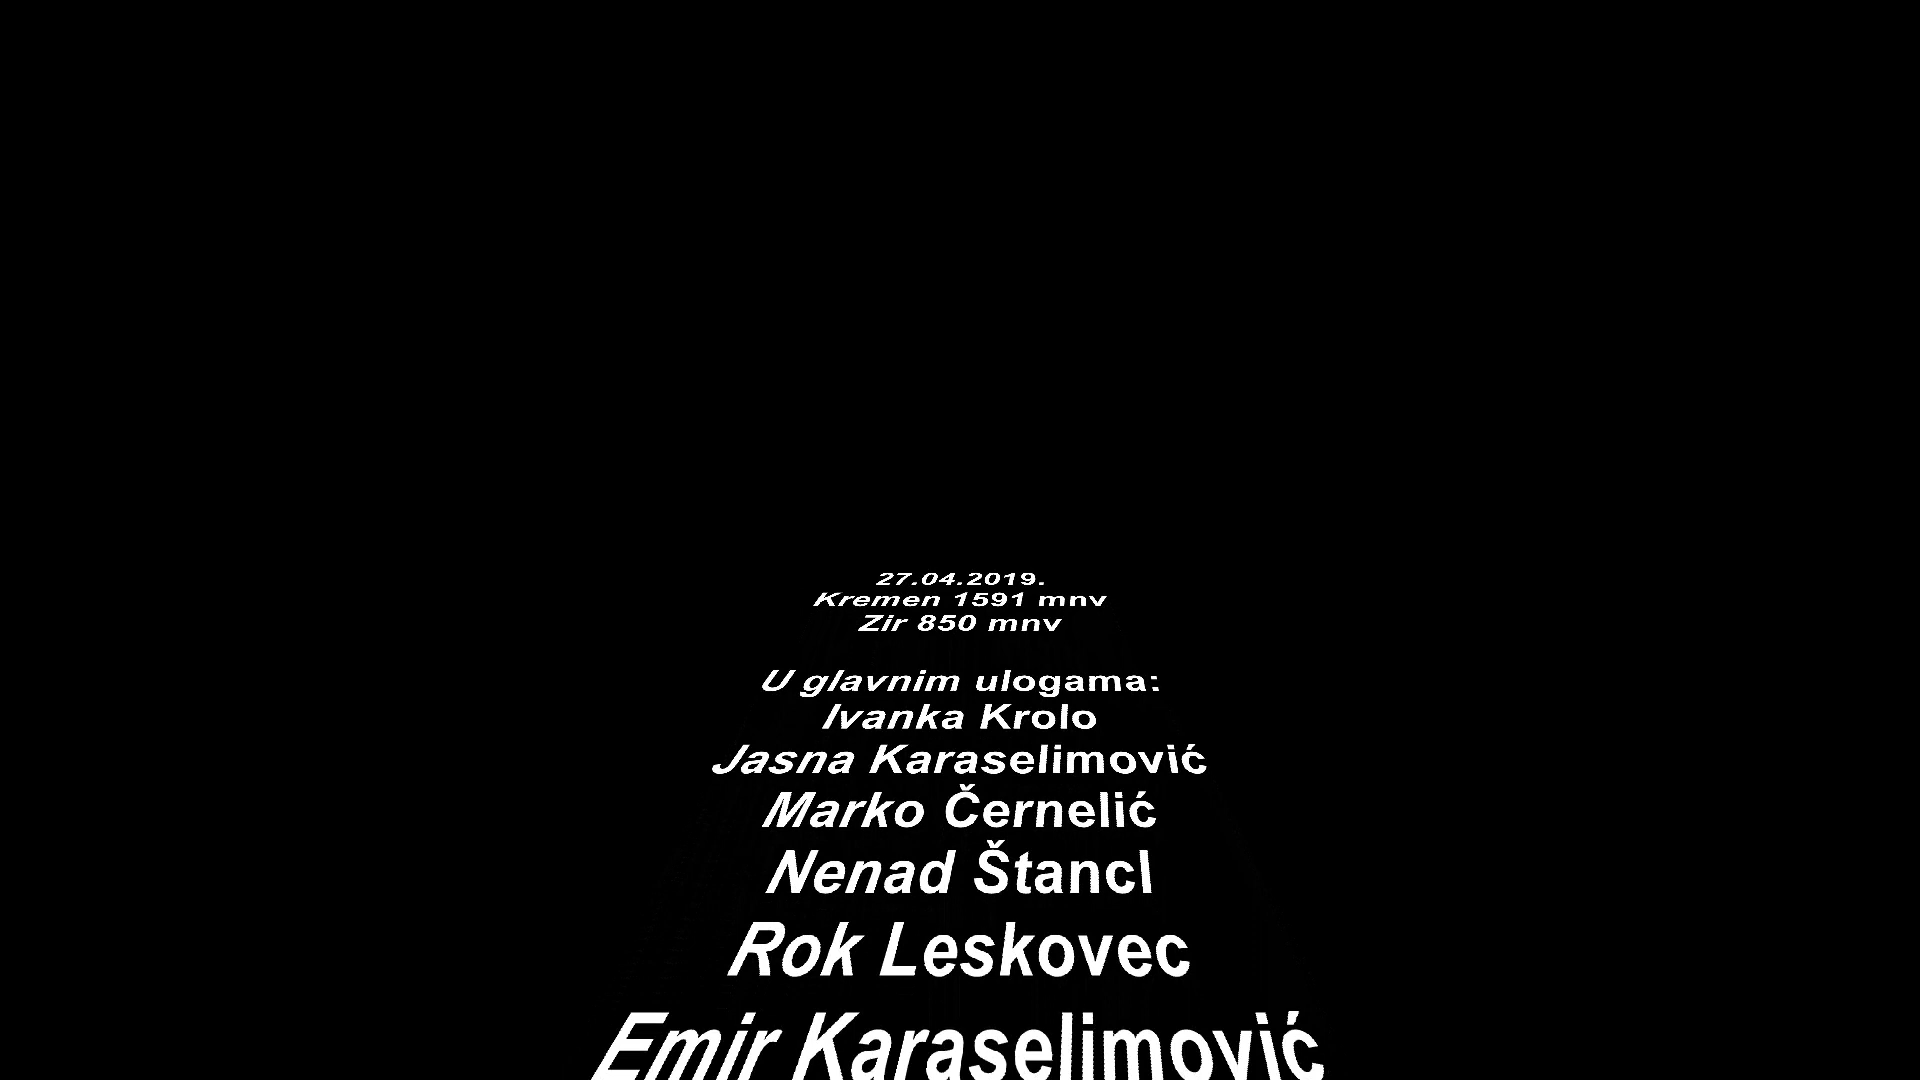 27.04.2019.
Kremen 1591 mnv
Zir 850 mnv
U glavnim ulogama:
Ivanka Krolo
Jasna Karaselimović
Marko Černelić
Nenad Štancl
Rok Leskovec
Emir Karaselimović